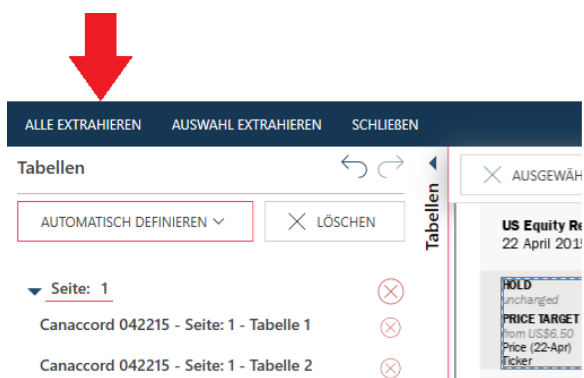 ALLE EXTRAHIEREN AUSWAHL EXTRAHIEREN SCHLIEßEN
Tabellen
AUTOMATISCH DEFINIEREN LÖSCHEN
Seite: 1
Canaccord 042215 - Seite: 1 - Tabelle 1
Canaccord 042215 - Seite: 1 - Tabelle 2
Tabellen
AUSGEWÄH
US Equity Re
22 April 2015
HOLD
unchanged
PRICE TARGET
from US$6.50
Price (22-Apr)
Ticker